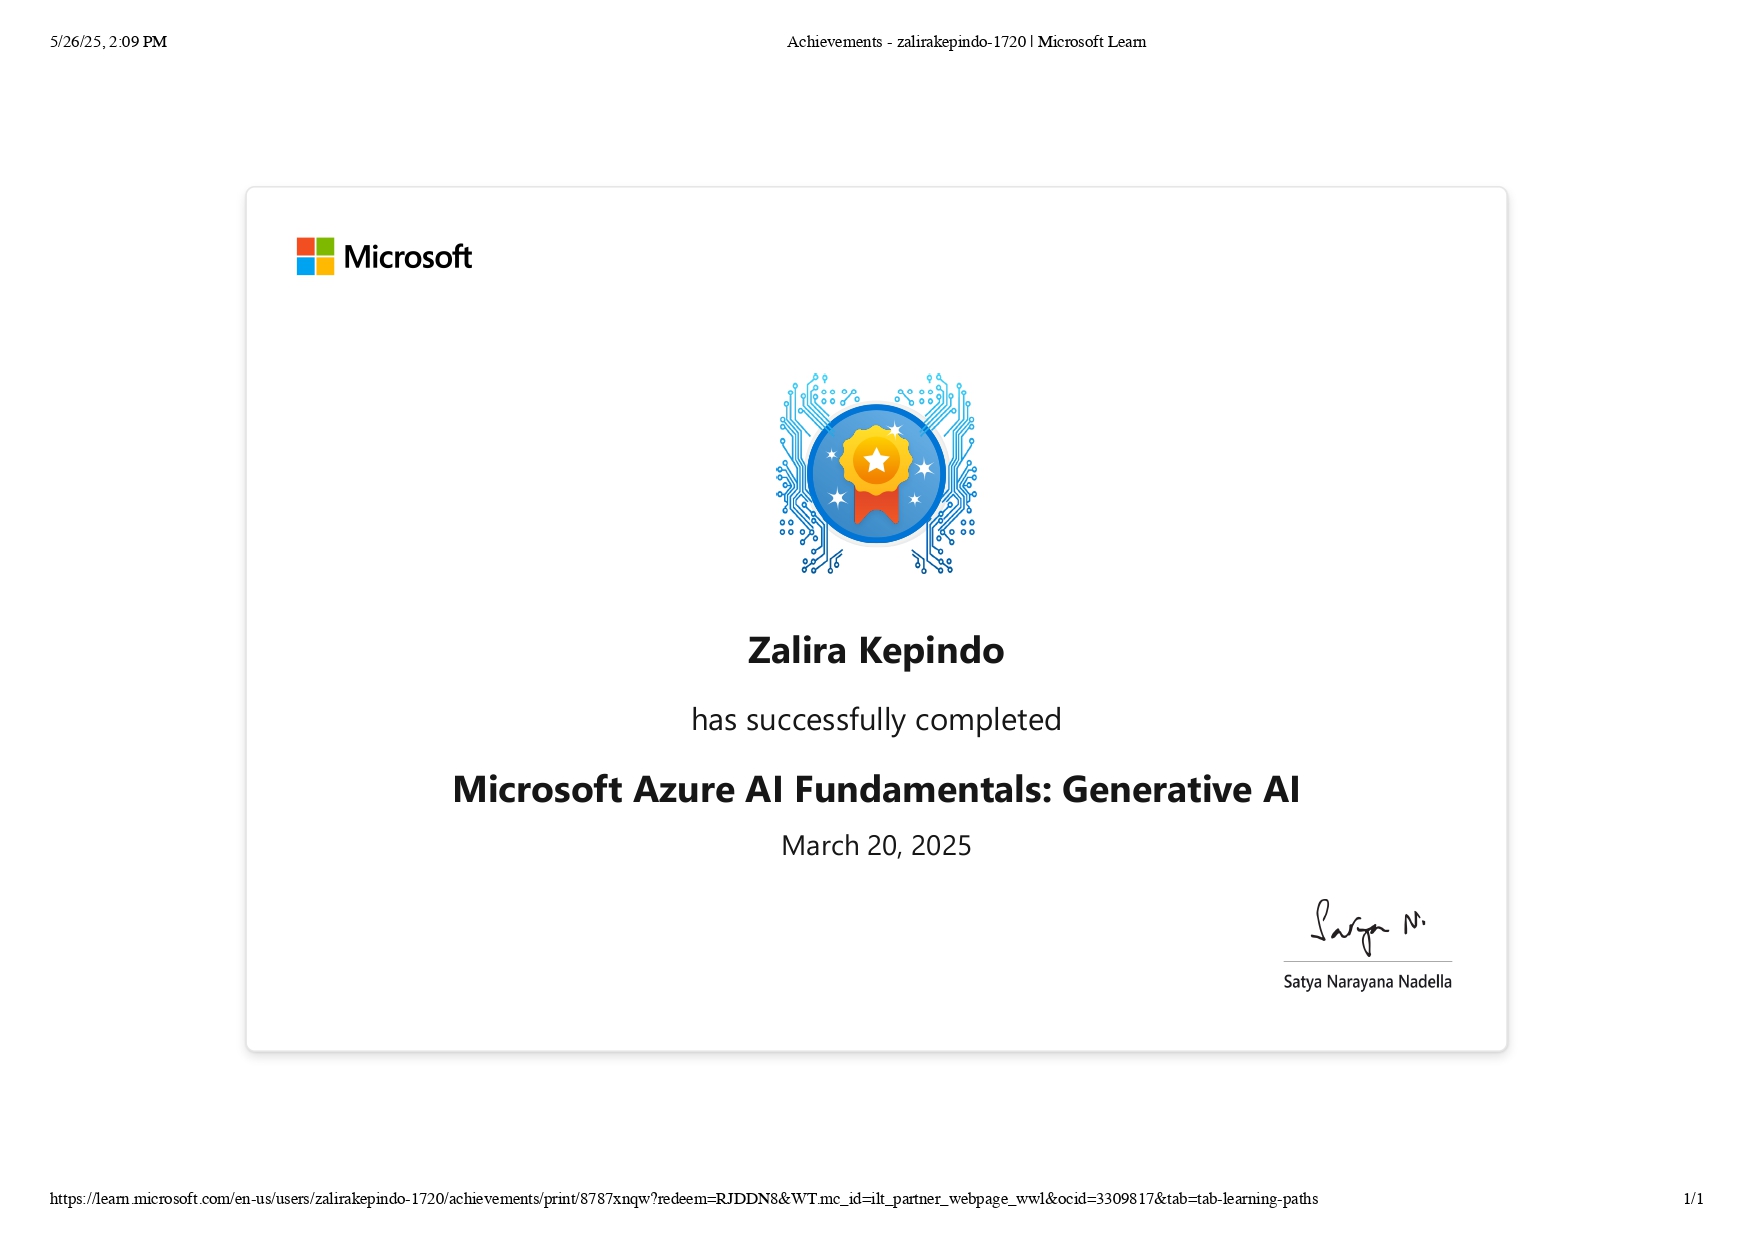 5/26/25, 2:09 PM
Achievements - zalirakepindo-1720 | Microsoft Learn
Microsoft
Zalira Kepindo
has successfully completed
Microsoft Azure AI Fundamentals: Generative AI
March 20, 2025
Satya N.
Satya Narayana Nadella
https://learn.microsoft.com/en-us/users/zalirakepindo-1720/achievements/print/8787xnqw?redeem=RJDDN8&WT.mc_id=ilt_partner_webpage_wwl&ocid=3309817&tab=tab-learning-paths
1/1